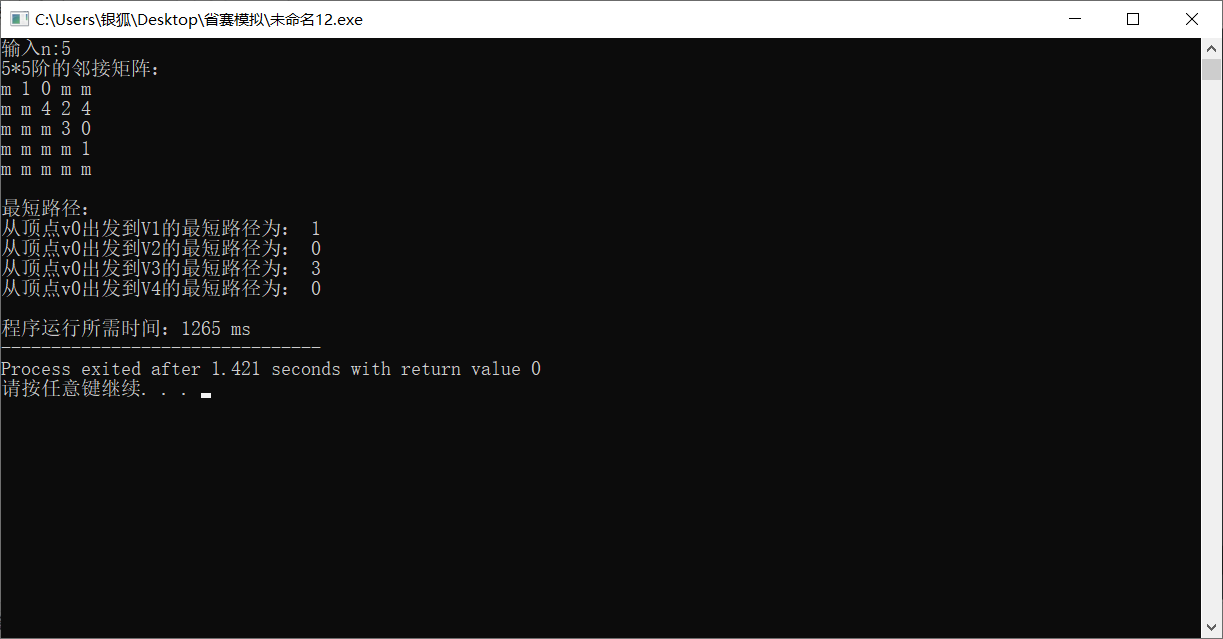 C:\Users\银狐\Desktop\省赛模拟\未命名12.exe
输入n:5
5*5阶的邻接矩阵：
m 1 0 m m
m m 4 2 4
m m m 3 0
m m m m 1
m m m m m
最短路径：
从顶点v0出发到V1的最短路径为： 1
从顶点v0出发到V2的最短路径为： 0
从顶点v0出发到V3的最短路径为： 3
从顶点v0出发到V4的最短路径为： 0
程序运行所需时间：1265 ms
--------------------------------
Process exited after 1.421 seconds with return value 0
请按任意键继续. . .